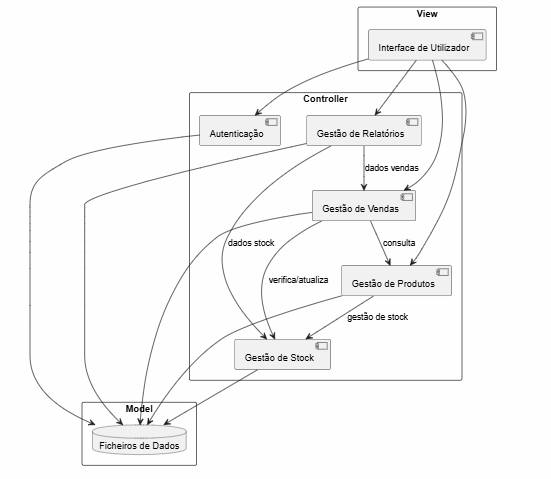 View
Interface de Utilizador
Controller
Autenticação
Gestão de Relatórios
dados vendas
Gestão de Vendas
dados stock
consulta
verifica/atualiza
Gestão de Produtos
gestão de stock
Gestão de Stock
Model
Ficheiros de Dados